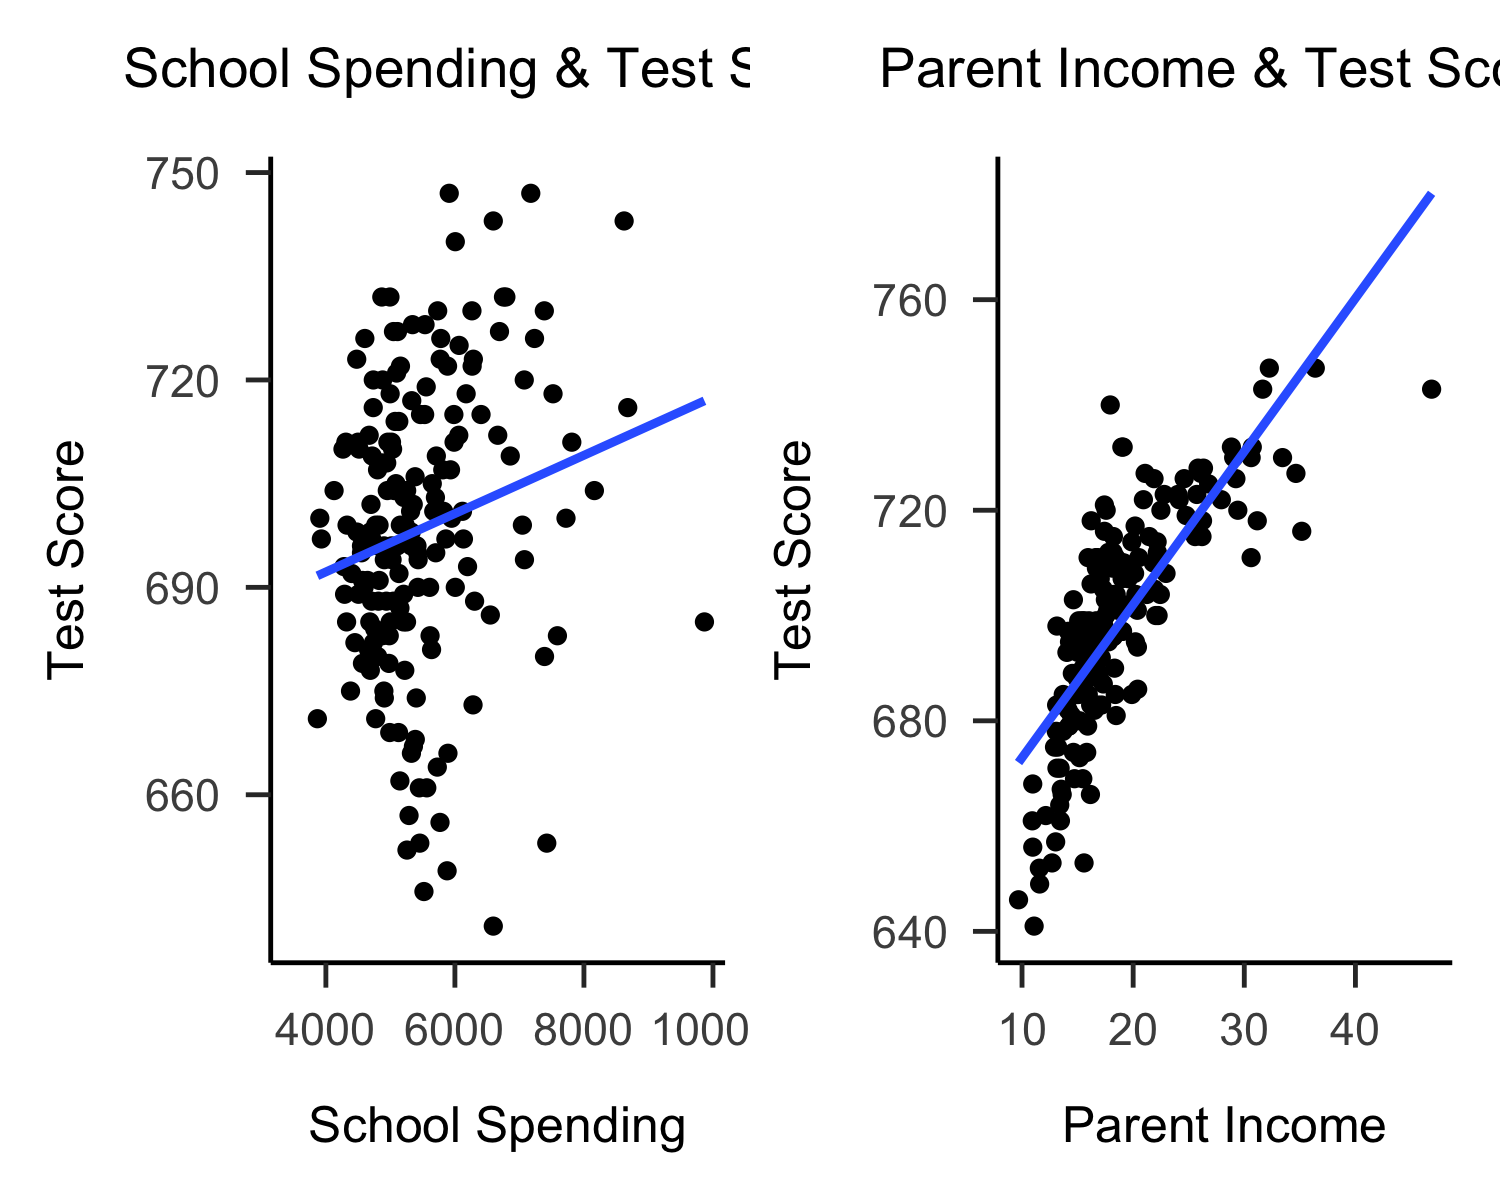 School Spending & Test S
750
720
690
660
Test Score
4000 6000 8000 1000
School Spending
Parent Income & Test Sco
760
720
680
640
Test Score
10 20 30 40
Parent Income